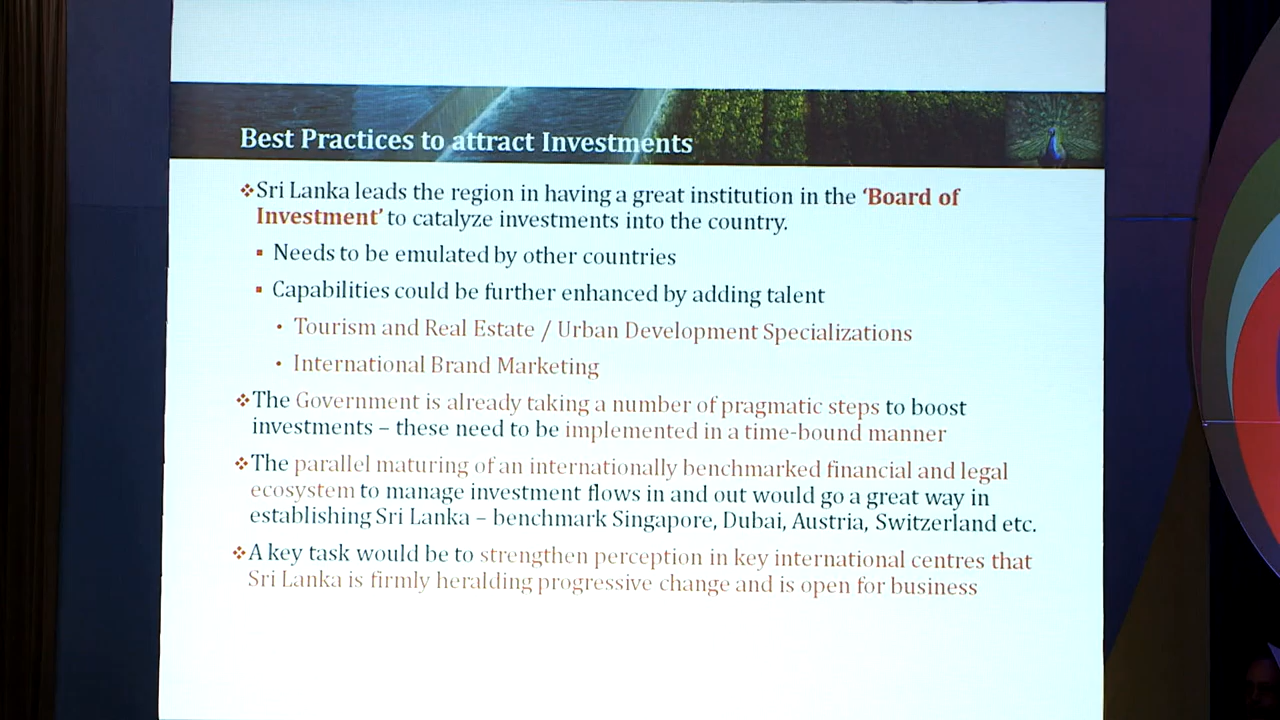 Best Practices to attract Investments
❖Sri Lanka leads the region in having a great institution in the ‘Board of
Investment’ to catalyze investments into the country.
▪ Needs to be emulated by other countries
▪ Capabilities could be further enhanced by adding talent
• Tourism and Real Estate / Urban Development Specializations
• International Brand Marketing
❖The Government is already taking a number of pragmatic steps to boost
investments – these need to be implemented in a time-bound manner
❖The parallel maturing of an internationally benchmarked financial and legal
ecosystem to manage investment flows in and out would go a great way in
establishing Sri Lanka – benchmark Singapore, Dubai, Austria, Switzerland etc.
❖A key task would be to strengthen perception in key international centres that
Sri Lanka is firmly heralding progressive change and is open for business